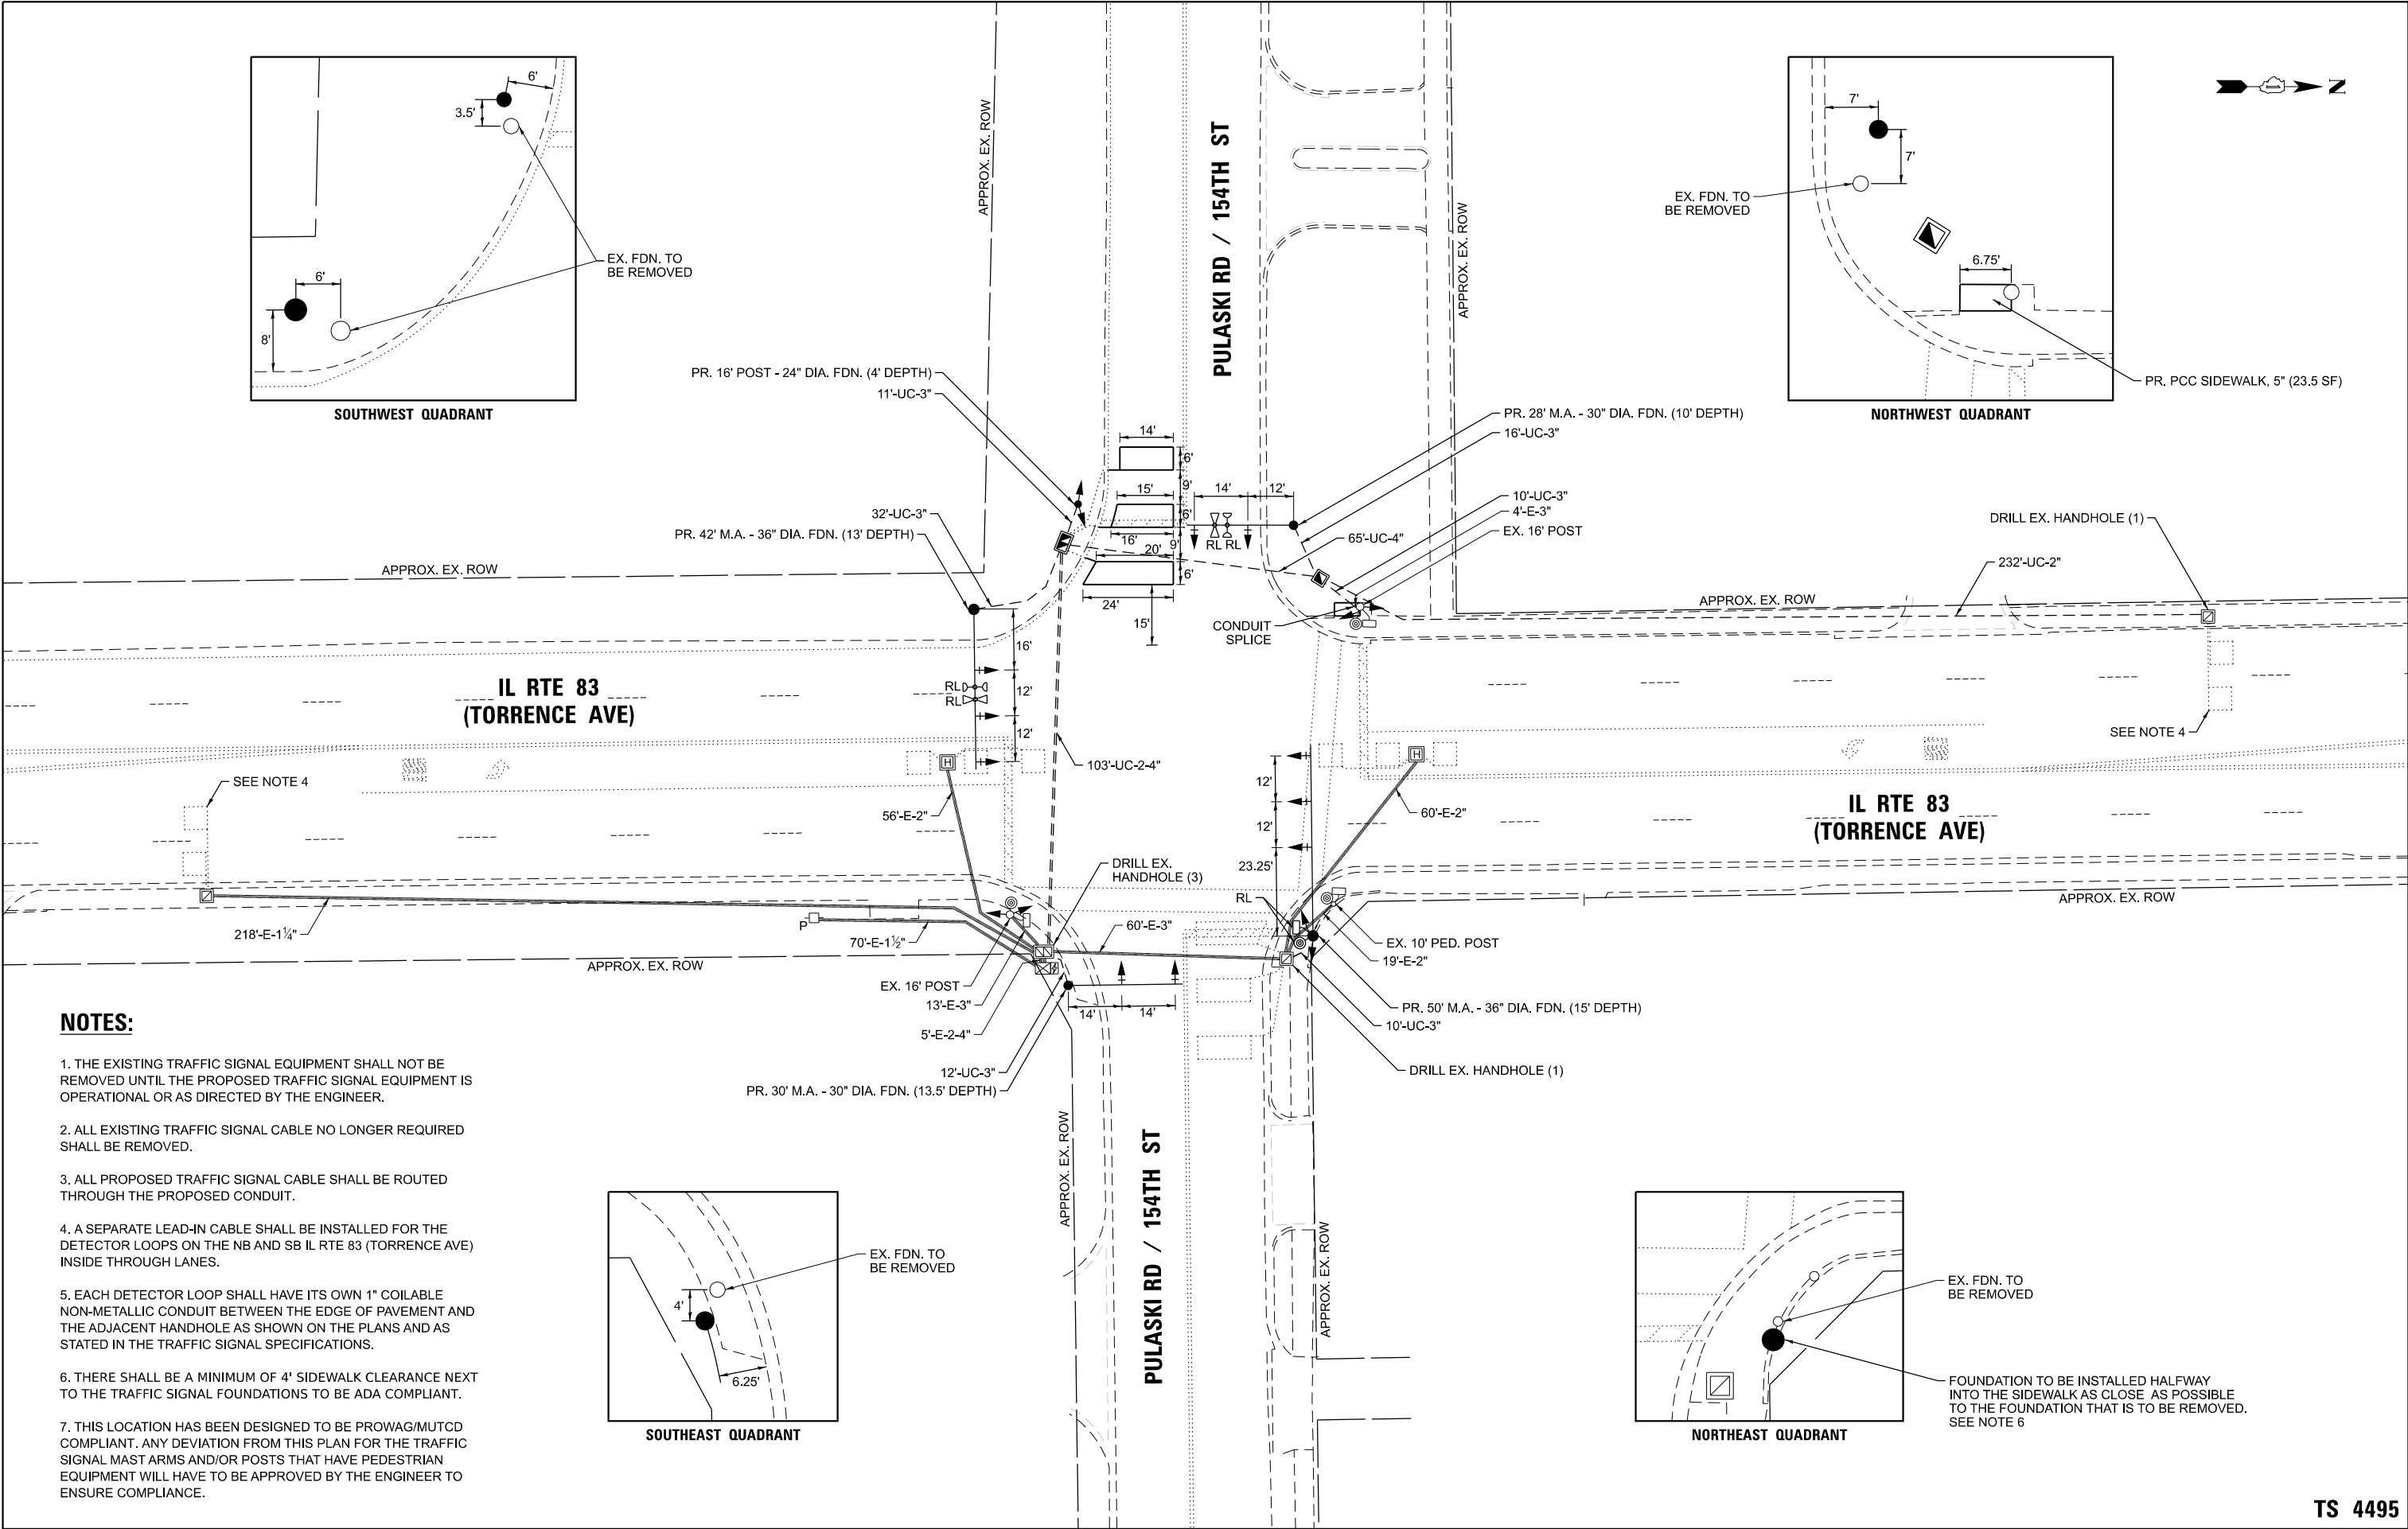 6'
3.5'
6'
8'
EX. FDN. TO
BE REMOVED
SOUTHWEST QUADRANT
APPROX. EX. ROW
PULASKI RD / 154TH ST
APPROX. EX. ROW
7'
7'
EX. FDN. TO
BE REMOVED
6.75'
PR. PCC SIDEWALK, 5" (23.5 SF)
NORTHWEST QUADRANT
N
PR. 16' POST - 24" DIA. FDN. (4' DEPTH)
11'-UC-3"
32'-UC-3"
PR. 42' M.A. - 36" DIA. FDN. (13' DEPTH)
14'
6'
9'
15'
6'
16'
9'
20'
6'
24'
15'
14'
12'
RL RL
PR. 28' M.A. - 30" DIA. FDN. (10' DEPTH)
16'-UC-3"
10'-UC-3"
4'-E-3"
EX. 16' POST
65'-UC-4"
CONDUIT
SPLICE
DRILL EX. HANDHOLE (1)
232'-UC-2"
APPROX. EX. ROW
APPROX. EX. ROW
IL RTE 83
(TORRENCE AVE)
RL
RL
16'
12'
12'
SEE NOTE 4
SEE NOTE 4
103'-UC-2-4"
56'-E-2"
12'
12'
23.25'
60'-E-2"
IL RTE 83
(TORRENCE AVE)
H
H
DRILL EX.
HANDHOLE (3)
RL
60'-E-3"
APPROX. EX. ROW
218'-E-1¼"
P
70'-E-1½"
APPROX. EX. ROW
EX. 16' POST
13'-E-3"
5'-E-2-4"
12'-UC-3"
PR. 30' M.A. - 30" DIA. FDN. (13.5' DEPTH)
14'
14'
EX. 10' PED. POST
19'-E-2"
PR. 50' M.A. - 36" DIA. FDN. (15' DEPTH)
10'-UC-3"
DRILL EX. HANDHOLE (1)
APPROX. EX. ROW
PULASKI RD / 154TH ST
APPROX. EX. ROW
NOTES:
1. THE EXISTING TRAFFIC SIGNAL EQUIPMENT SHALL NOT BE
REMOVED UNTIL THE PROPOSED TRAFFIC SIGNAL EQUIPMENT IS
OPERATIONAL OR AS DIRECTED BY THE ENGINEER.
2. ALL EXISTING TRAFFIC SIGNAL CABLE NO LONGER REQUIRED
SHALL BE REMOVED.
3. ALL PROPOSED TRAFFIC SIGNAL CABLE SHALL BE ROUTED
THROUGH THE PROPOSED CONDUIT.
4. A SEPARATE LEAD-IN CABLE SHALL BE INSTALLED FOR THE
DETECTOR LOOPS ON THE NB AND SB IL RTE 83 (TORRENCE AVE)
INSIDE THROUGH LANES.
5. EACH DETECTOR LOOP SHALL HAVE ITS OWN 1" COILABLE
NON-METALLIC CONDUIT BETWEEN THE EDGE OF PAVEMENT AND
THE ADJACENT HANDHOLE AS SHOWN ON THE PLANS AND AS
STATED IN THE TRAFFIC SIGNAL SPECIFICATIONS.
6. THERE SHALL BE A MINIMUM OF 4' SIDEWALK CLEARANCE NEXT
TO THE TRAFFIC SIGNAL FOUNDATIONS TO BE ADA COMPLIANT.
7. THIS LOCATION HAS BEEN DESIGNED TO BE PROWAG/MUTCD
COMPLIANT. ANY DEVIATION FROM THIS PLAN FOR THE TRAFFIC
SIGNAL MAST ARMS AND/OR POSTS THAT HAVE PEDESTRIAN
EQUIPMENT WILL HAVE TO BE APPROVED BY THE ENGINEER TO
ENSURE COMPLIANCE.
4'
6.25'
EX. FDN. TO
BE REMOVED
SOUTHEAST QUADRANT
EX. FDN. TO
BE REMOVED
FOUNDATION TO BE INSTALLED HALFWAY
INTO THE SIDEWALK AS CLOSE AS POSSIBLE
TO THE FOUNDATION THAT IS TO BE REMOVED.
SEE NOTE 6
NORTHEAST QUADRANT
TS 4495